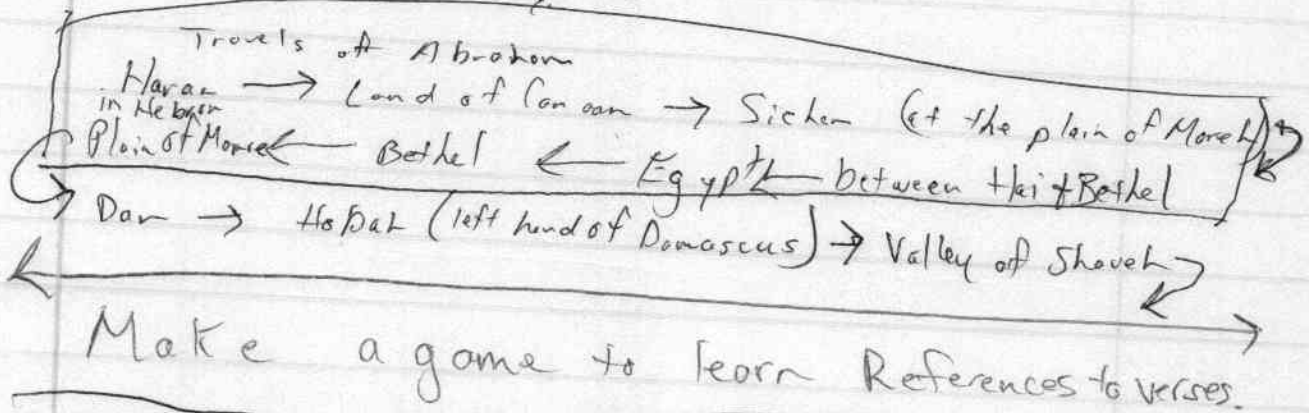 Travels of Abraham
Haran → Land of Canaan → Sichem (at the plain of Moreh)
in Hebron
Plain of Mamre ← Bethel ← Egypt ← between Hai & Bethel
Dan → Hobah (left hand of Damascus) → Valley of Shaveh
Make a game to learn References to verses.